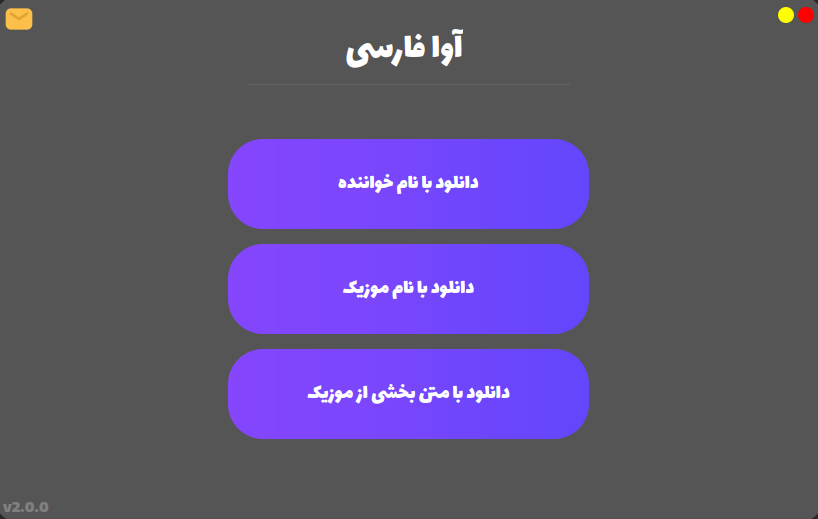 آوا فارسی
دانلود با نام خواننده
دانلود با نام موزیک
دانلود با متن بخشی از موزیک
v2.0.0